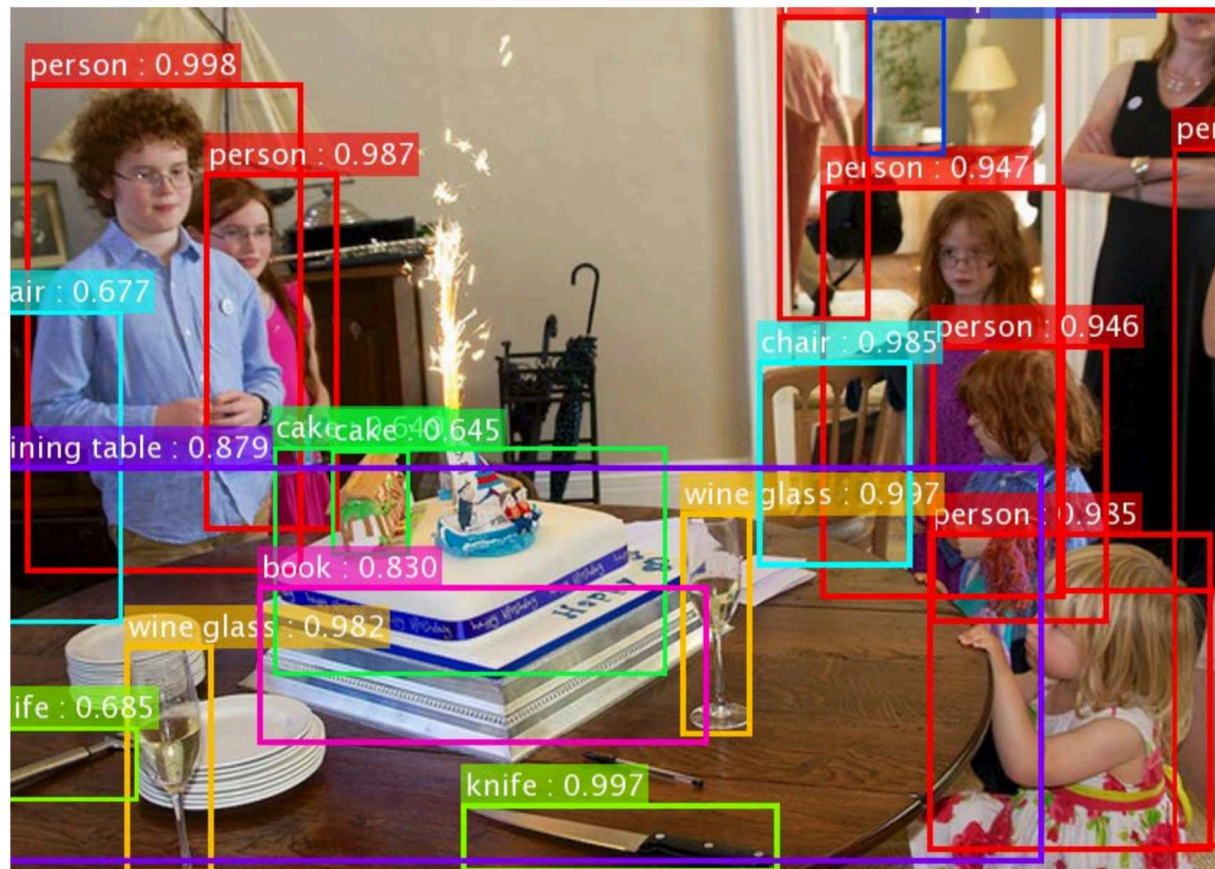 person : 0.998
person : 0.987
person : 0.947
per
air : 0.677
person : 0.946
chair : 0.985
cake
cake : 0.645
ining table : 0.879
wine glass : 0.997
person : 0.985
book : 0.830
Happy
wine glass : 0.982
ife : 0.685
knife : 0.997